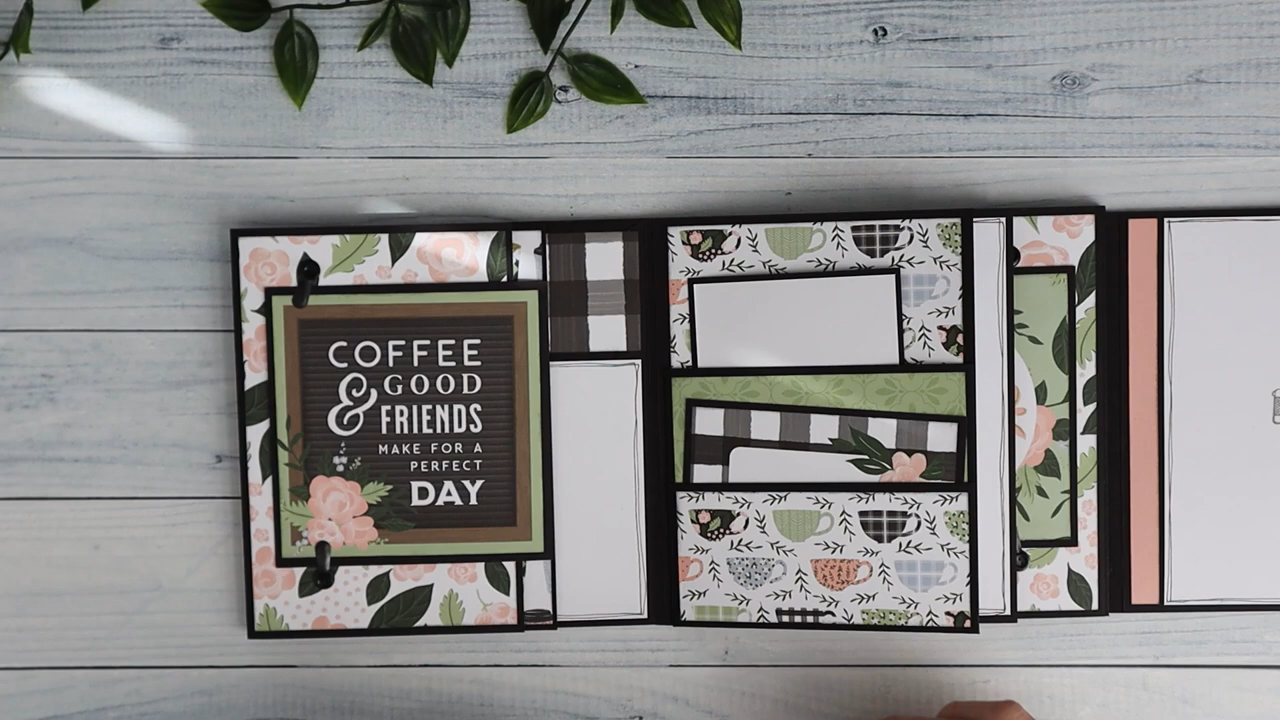 COFFEE
& GOOD
FRIENDS
MAKE FOR A
PERFECT
DAY